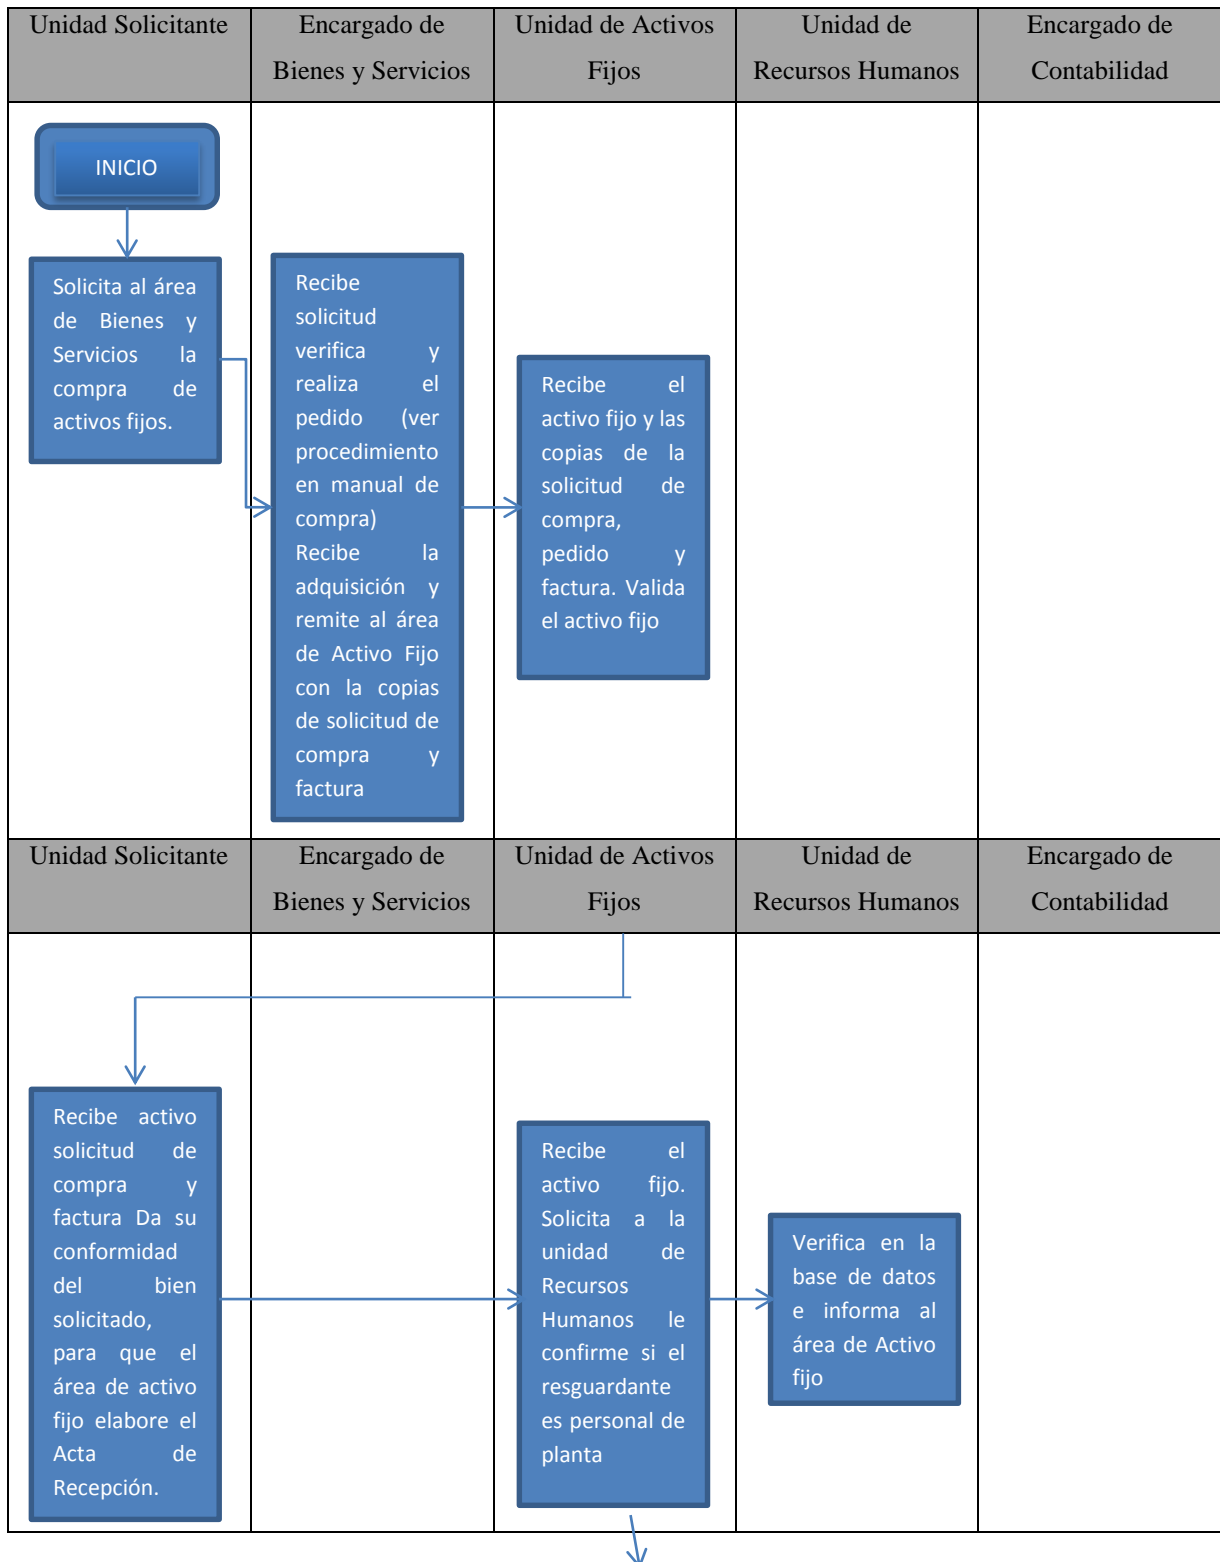 Unidad Solicitante
Encargado de
Bienes y Servicios
Unidad de Activos
Fijos
Unidad de
Recursos Humanos
Encargado de
Contabilidad
INICIO
Solicita al área
de Bienes y
Servicios la
compra de
activos fijos.
Recibe
solicitud
verifica y
realiza el
pedido (ver
procedimiento
en manual de
compra)
Recibe la
adquisición y
remite al área
de Activo Fijo
con la copias
de solicitud de
compra y
factura
Recibe el
activo fijo y las
copias de la
solicitud de
compra,
pedido y
factura. Valida
el activo fijo
Unidad Solicitante
Encargado de
Bienes y Servicios
Unidad de Activos
Fijos
Unidad de
Recursos Humanos
Encargado de
Contabilidad
Recibe activo
solicitud de
compra y
factura Da su
conformidad
del bien
solicitado,
para que el
área de activo
fijo elabore el
Acta de
Recepción.
Recibe el
activo fijo.
Solicita a la
unidad de
Recursos
Humanos le
confirme si el
resguardante
es personal de
planta
Verifica en la
base de datos
e informa al
área de Activo
fijo